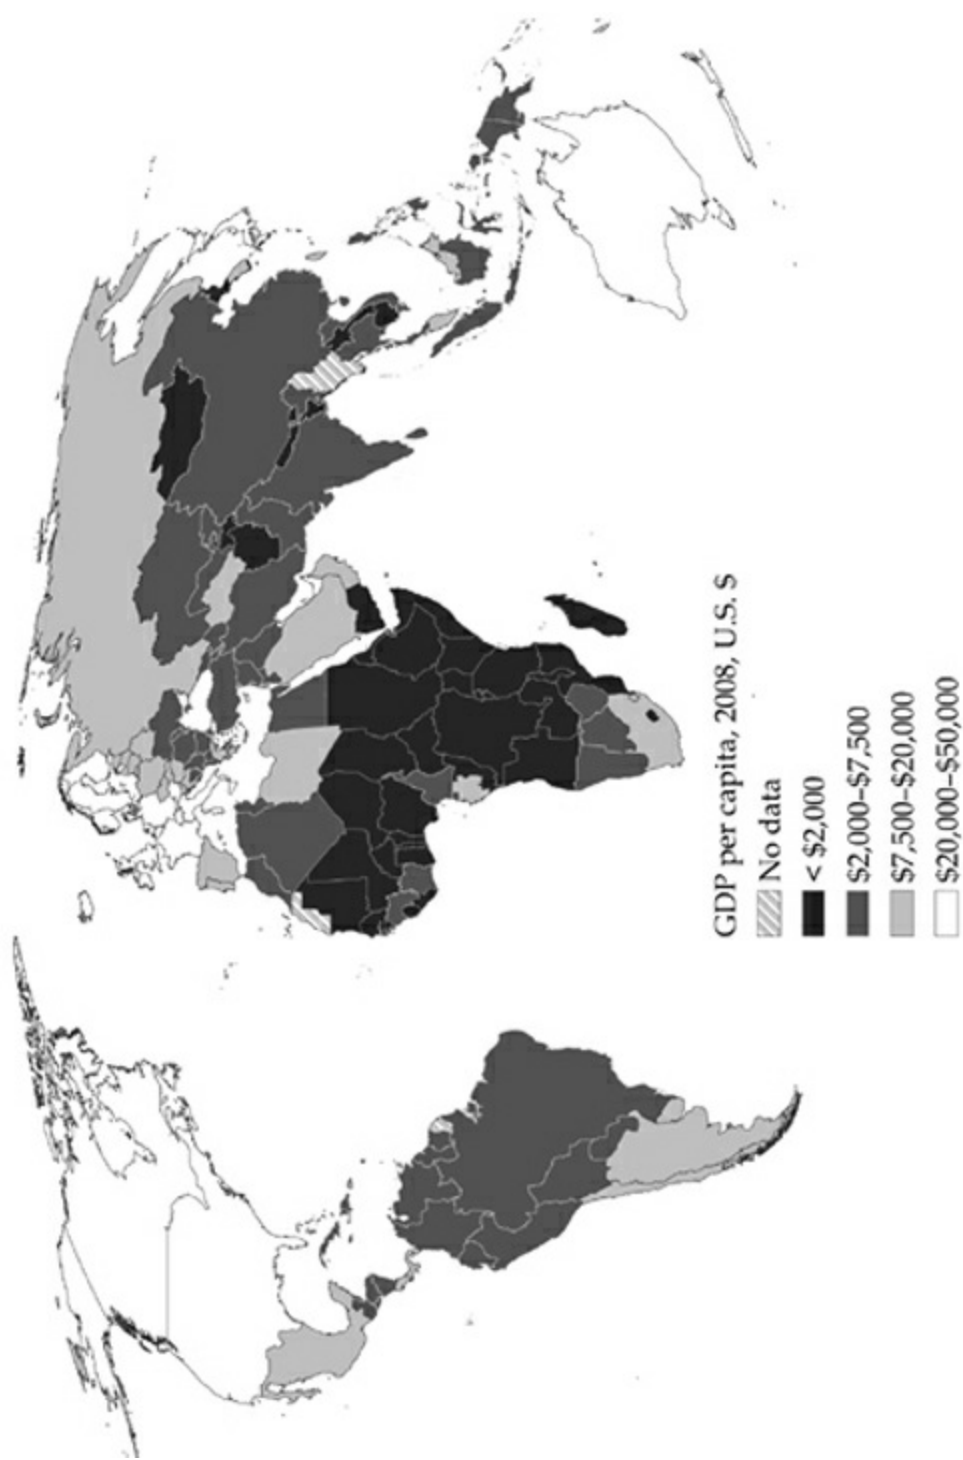 GDP per capita, 2008, U.S. $
No data
< $2,000
$2,000–$7,500
$7,500–$20,000
$20,000–$50,000